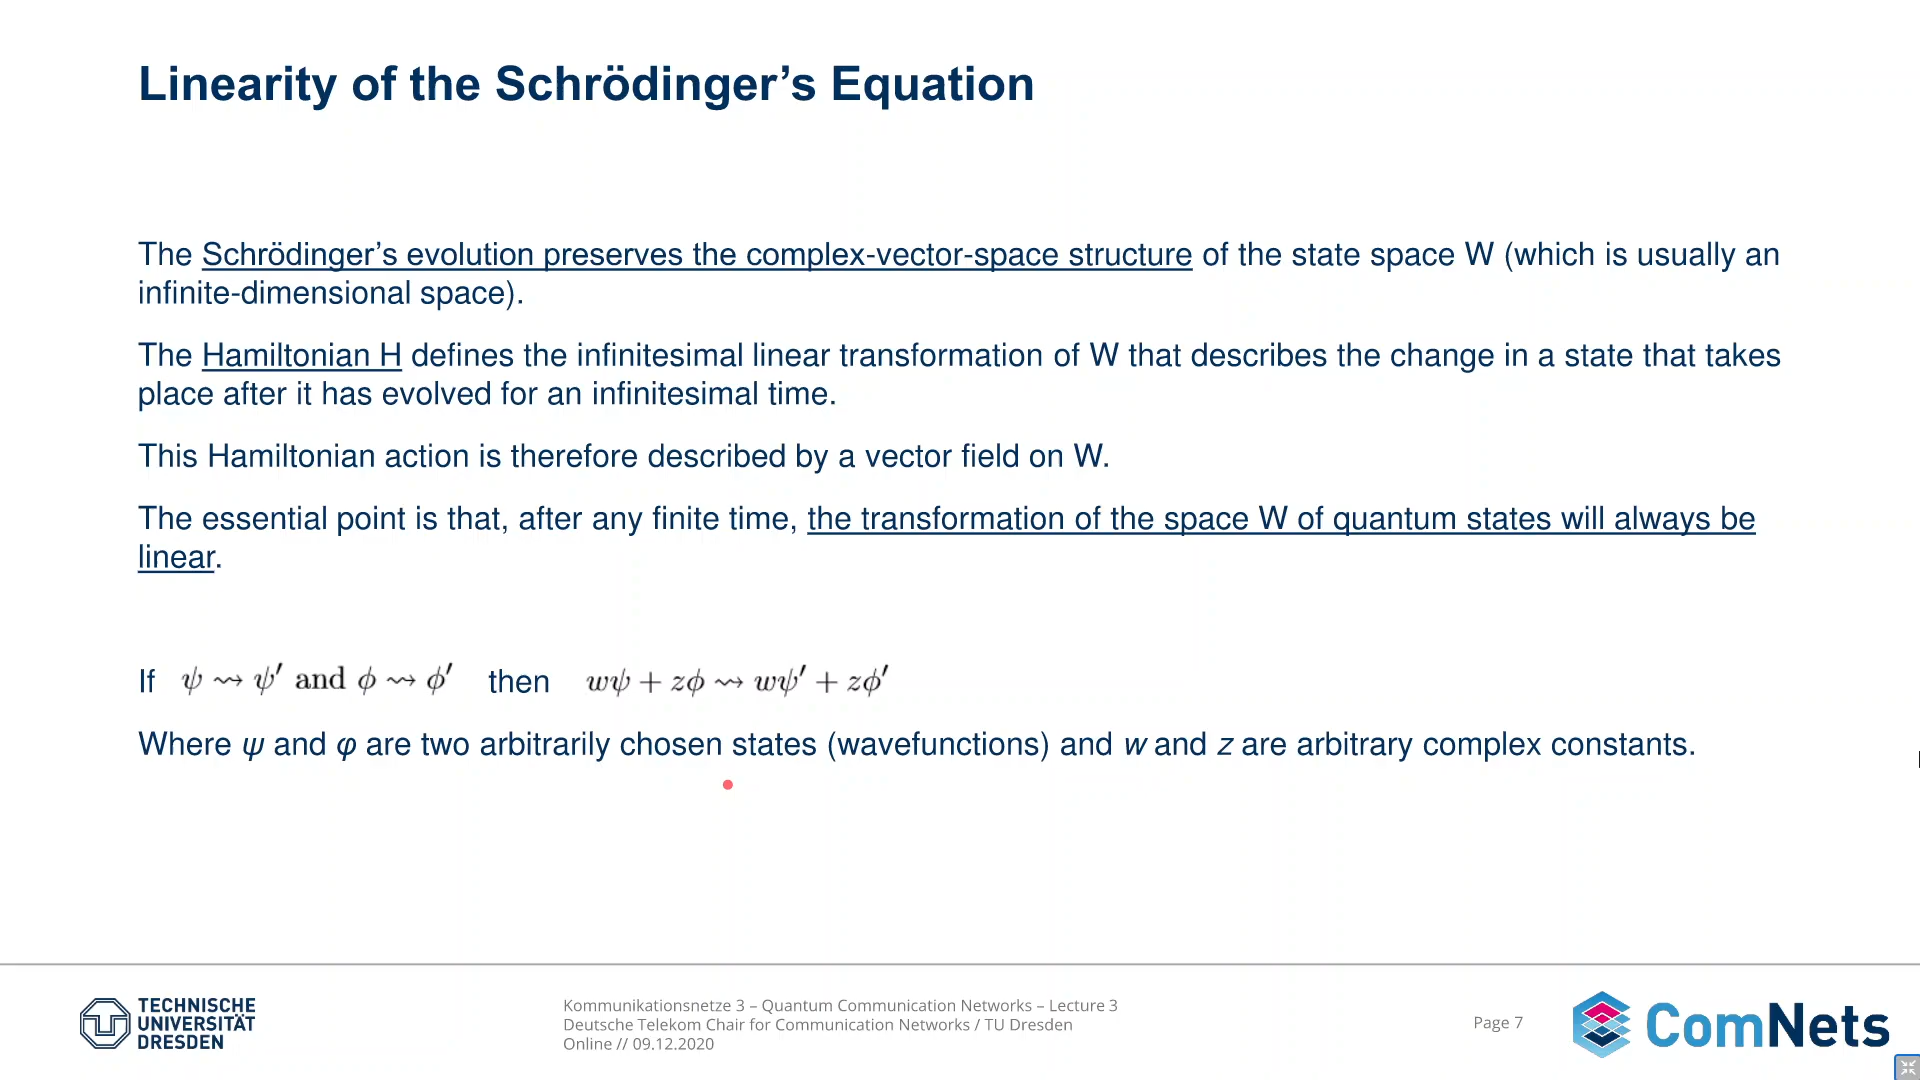 Linearity of the Schrödinger’s Equation
The Schrödinger’s evolution preserves the complex-vector-space structure of the state space W (which is usually an
infinite-dimensional space).
The Hamiltonian H defines the infinitesimal linear transformation of W that describes the change in a state that takes
place after it has evolved for an infinitesimal time.
This Hamiltonian action is therefore described by a vector field on W.
The essential point is that, after any finite time, the transformation of the space W of quantum states will always be
linear.
If ψ ⇝ ψ′ and ϕ ⇝ ϕ′ then wψ + zϕ ⇝ wψ′ + zϕ′
Where ψ and φ are two arbitrarily chosen states (wavefunctions) and w and z are arbitrary complex constants.
TECHNISCHE
UNIVERSITÄT
DRESDEN
Kommunikationsnetze 3 – Quantum Communication Networks – Lecture 3
Deutsche Telekom Chair for Communication Networks / TU Dresden
Online // 09.12.2020
Page 7
ComNets